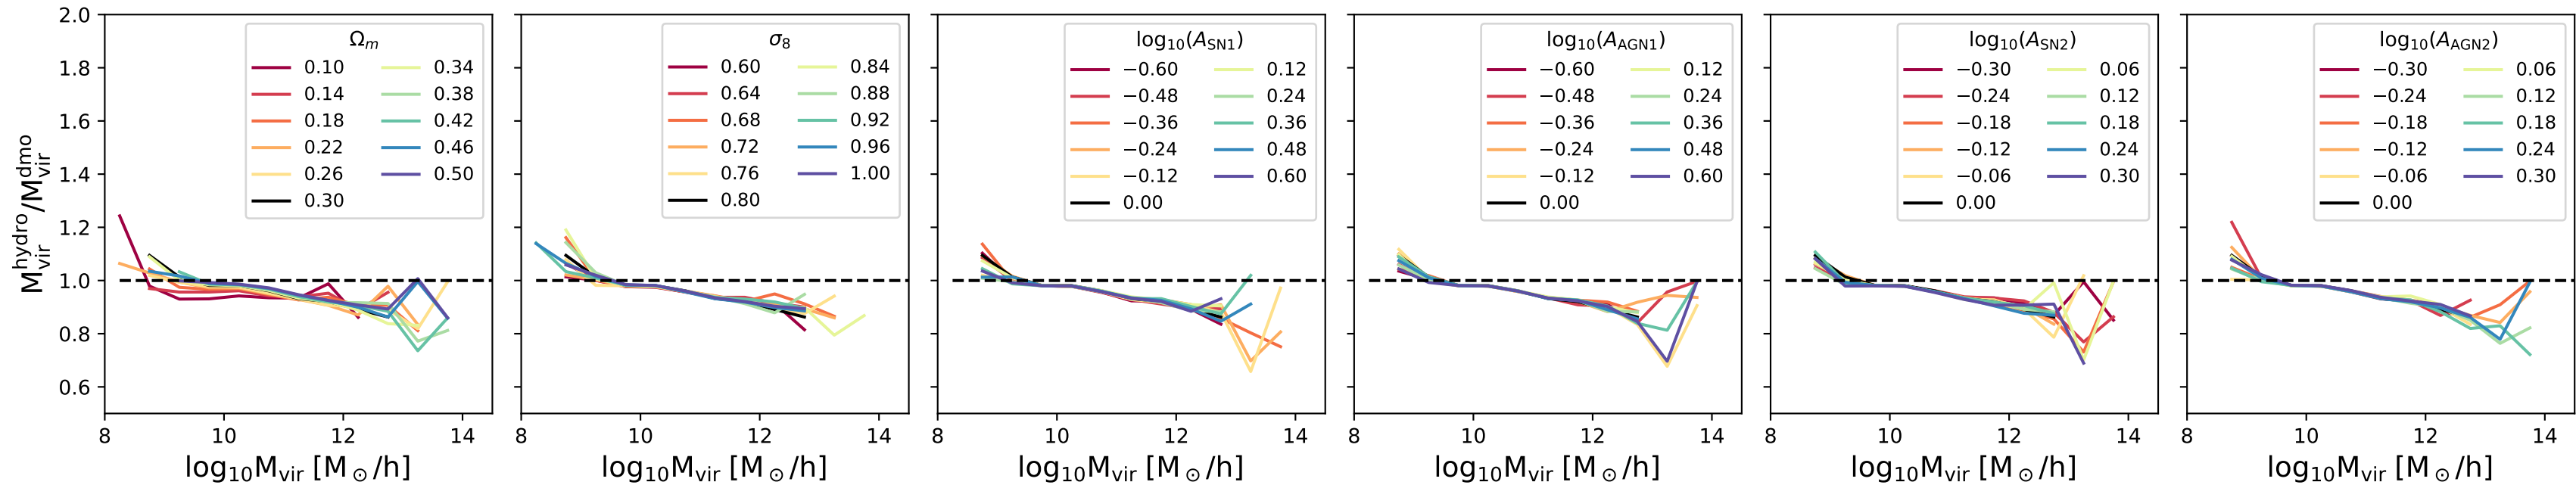 M_vir^hydro/M_vir^dmo
2.0
1.8
1.6
1.4
1.2
1.0
0.8
0.6
Ω_m
0.10 0.34
0.14 0.38
0.18 0.42
0.22 0.46
0.26 0.50
0.30
8 10 12 14
log₁₀M_vir [M_⊙/h]
σ₈
0.60 0.84
0.64 0.88
0.68 0.92
0.72 0.96
0.76 1.00
0.80
8 10 12 14
log₁₀M_vir [M_⊙/h]
log₁₀(A_SN1)
−0.60 0.12
−0.48 0.24
−0.36 0.36
−0.24 0.48
−0.12 0.60
0.00
8 10 12 14
log₁₀M_vir [M_⊙/h]
log₁₀(A_AGN1)
−0.60 0.12
−0.48 0.24
−0.36 0.36
−0.24 0.48
−0.12 0.60
0.00
8 10 12 14
log₁₀M_vir [M_⊙/h]
log₁₀(A_SN2)
−0.30 0.06
−0.24 0.12
−0.18 0.18
−0.12 0.24
−0.06 0.30
0.00
8 10 12 14
log₁₀M_vir [M_⊙/h]
log₁₀(A_AGN2)
−0.30 0.06
−0.24 0.12
−0.18 0.18
−0.12 0.24
−0.06 0.30
0.00
8 10 12 14
log₁₀M_vir [M_⊙/h]